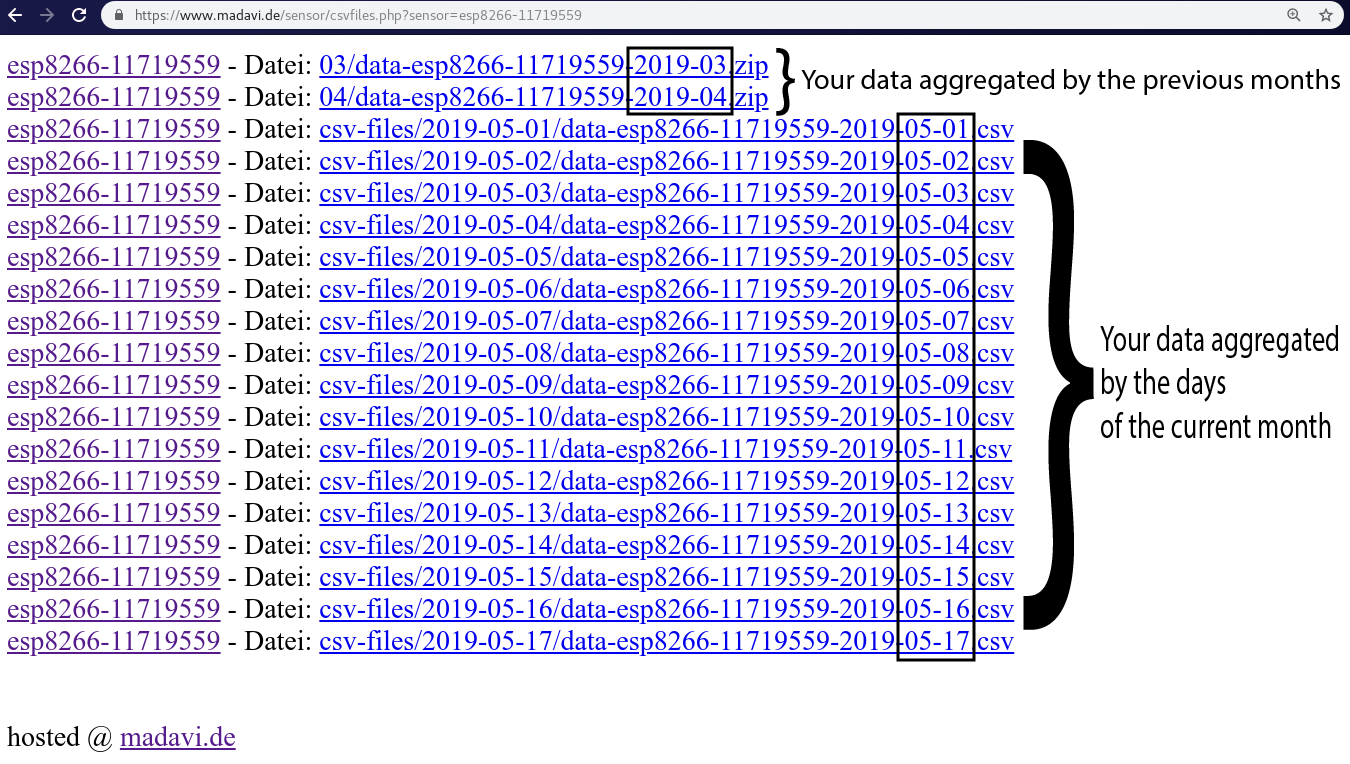 https://www.madavi.de/sensor/csvfiles.php?sensor=esp8266-11719559
esp8266-11719559 - Datei: 03/data-esp8266-11719559-2019-03.zip
esp8266-11719559 - Datei: 04/data-esp8266-11719559-2019-04.zip
Your data aggregated by the previous months
esp8266-11719559 - Datei: csv-files/2019-05-01/data-esp8266-11719559-2019-05-01.csv
esp8266-11719559 - Datei: csv-files/2019-05-02/data-esp8266-11719559-2019-05-02.csv
esp8266-11719559 - Datei: csv-files/2019-05-03/data-esp8266-11719559-2019-05-03.csv
esp8266-11719559 - Datei: csv-files/2019-05-04/data-esp8266-11719559-2019-05-04.csv
esp8266-11719559 - Datei: csv-files/2019-05-05/data-esp8266-11719559-2019-05-05.csv
esp8266-11719559 - Datei: csv-files/2019-05-06/data-esp8266-11719559-2019-05-06.csv
esp8266-11719559 - Datei: csv-files/2019-05-07/data-esp8266-11719559-2019-05-07.csv
esp8266-11719559 - Datei: csv-files/2019-05-08/data-esp8266-11719559-2019-05-08.csv
esp8266-11719559 - Datei: csv-files/2019-05-09/data-esp8266-11719559-2019-05-09.csv
esp8266-11719559 - Datei: csv-files/2019-05-10/data-esp8266-11719559-2019-05-10.csv
esp8266-11719559 - Datei: csv-files/2019-05-11/data-esp8266-11719559-2019-05-11.csv
esp8266-11719559 - Datei: csv-files/2019-05-12/data-esp8266-11719559-2019-05-12.csv
esp8266-11719559 - Datei: csv-files/2019-05-13/data-esp8266-11719559-2019-05-13.csv
esp8266-11719559 - Datei: csv-files/2019-05-14/data-esp8266-11719559-2019-05-14.csv
esp8266-11719559 - Datei: csv-files/2019-05-15/data-esp8266-11719559-2019-05-15.csv
esp8266-11719559 - Datei: csv-files/2019-05-16/data-esp8266-11719559-2019-05-16.csv
esp8266-11719559 - Datei: csv-files/2019-05-17/data-esp8266-11719559-2019-05-17.csv
Your data aggregated
by the days
of the current month
hosted @ madavi.de